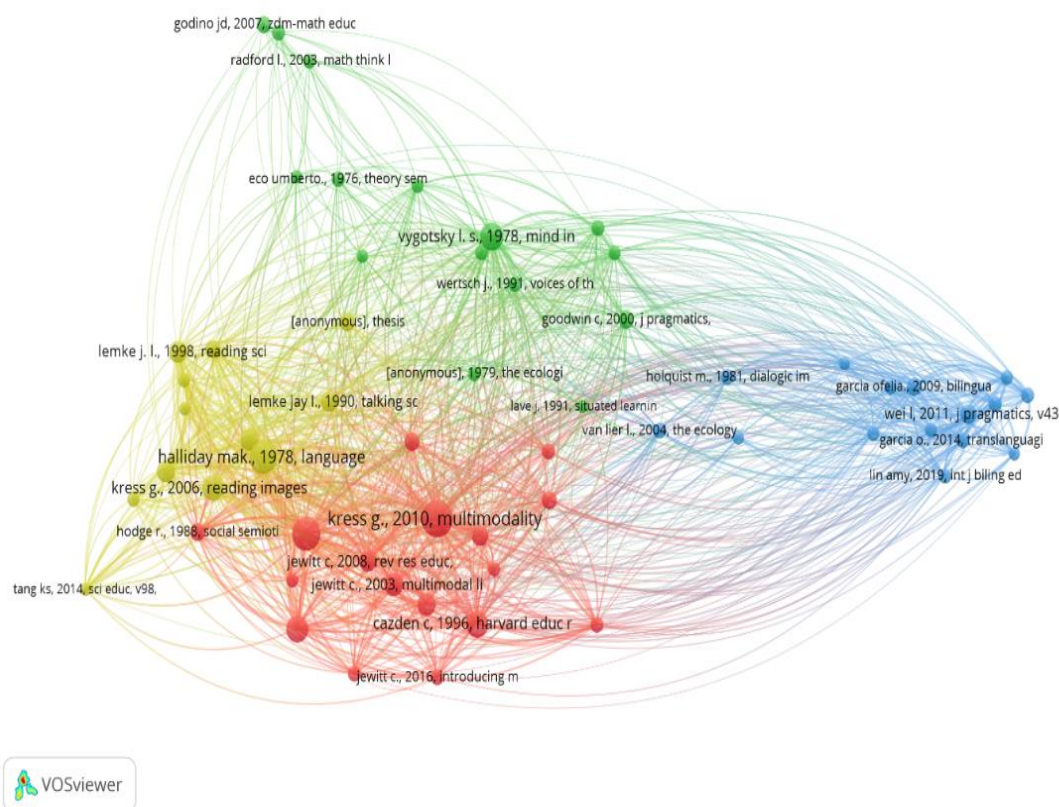 godino jd, 2007, zdm-math educ
radford l., 2003, math think l
eco umberto., 1976, theory sem
vygotsky l. s., 1978, mind in
wertsch j., 1991, voices of th
[anonymous], thesis
goodwin c, 2000, j pragmatics,
lemke j. l., 1998, reading sci
[anonymous], 1979, the ecologi
holquist m., 1981, dialogic im
garcia ofelia., 2009, bilingua
lemke jay l., 1990, talking sc
lave j, 1991, situated learnin
wei l, 2011, j pragmatics, v43
van lier l., 2004, the ecology
garcia o., 2014, translanguagi
halliday mak., 1978, language
lin amy, 2019, int j biling ed
kress g., 2006, reading images
kress g., 2010, multimodality
hodge r., 1988, social semioti
jewitt c, 2008, rev res educ,
jewitt c., 2003, multimodal li
tang ks, 2014, sci educ, v98,
cazden c, 1996, harvard educ r
jewitt c., 2016, introducing m
VOSviewer